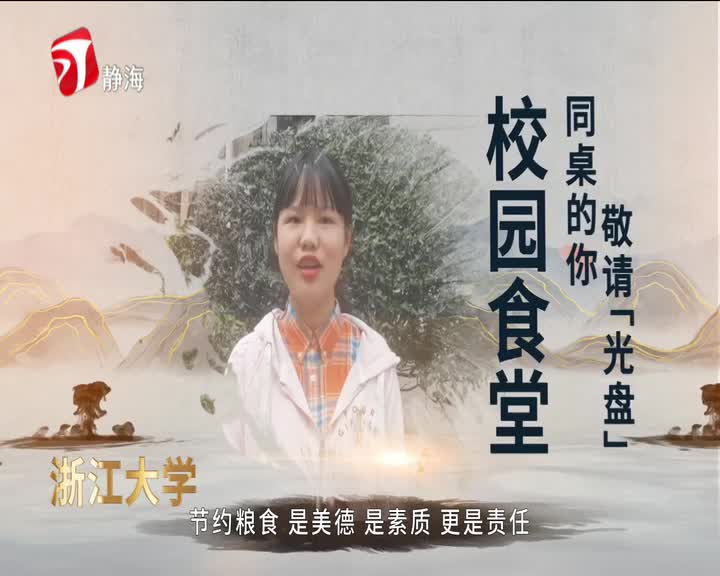 静海
校园食堂
同桌的你
敬请「光盘」
浙江大学
节约粮食 是美德 是素质 更是责任